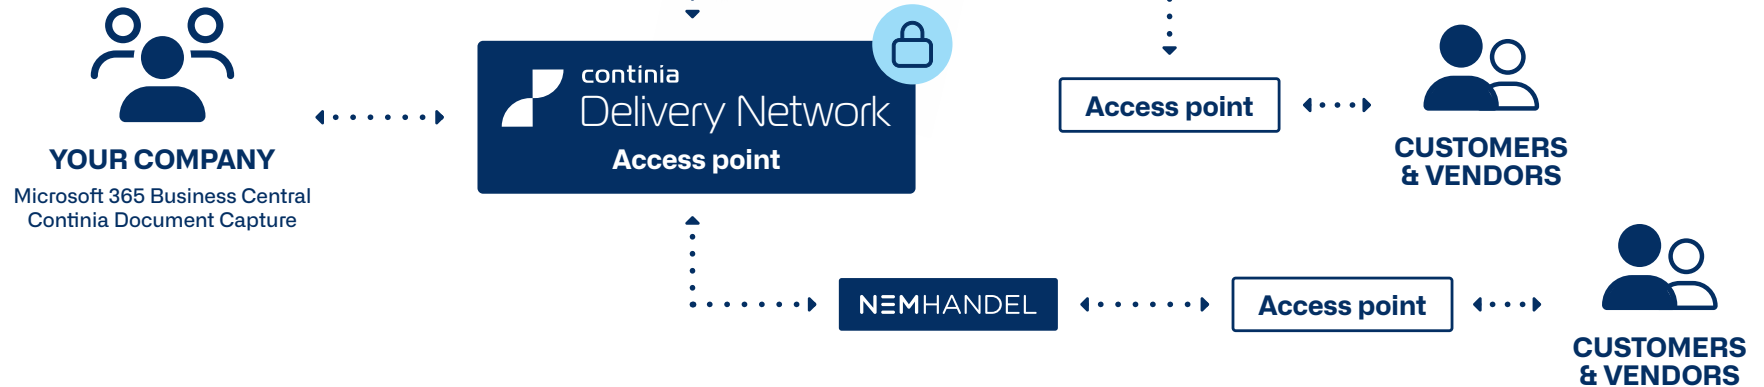 YOUR COMPANY
Microsoft 365 Business Central
Continia Document Capture
continia
Delivery Network
Access point
Access point
CUSTOMERS
& VENDORS
NEMHANDEL
Access point
CUSTOMERS
& VENDORS